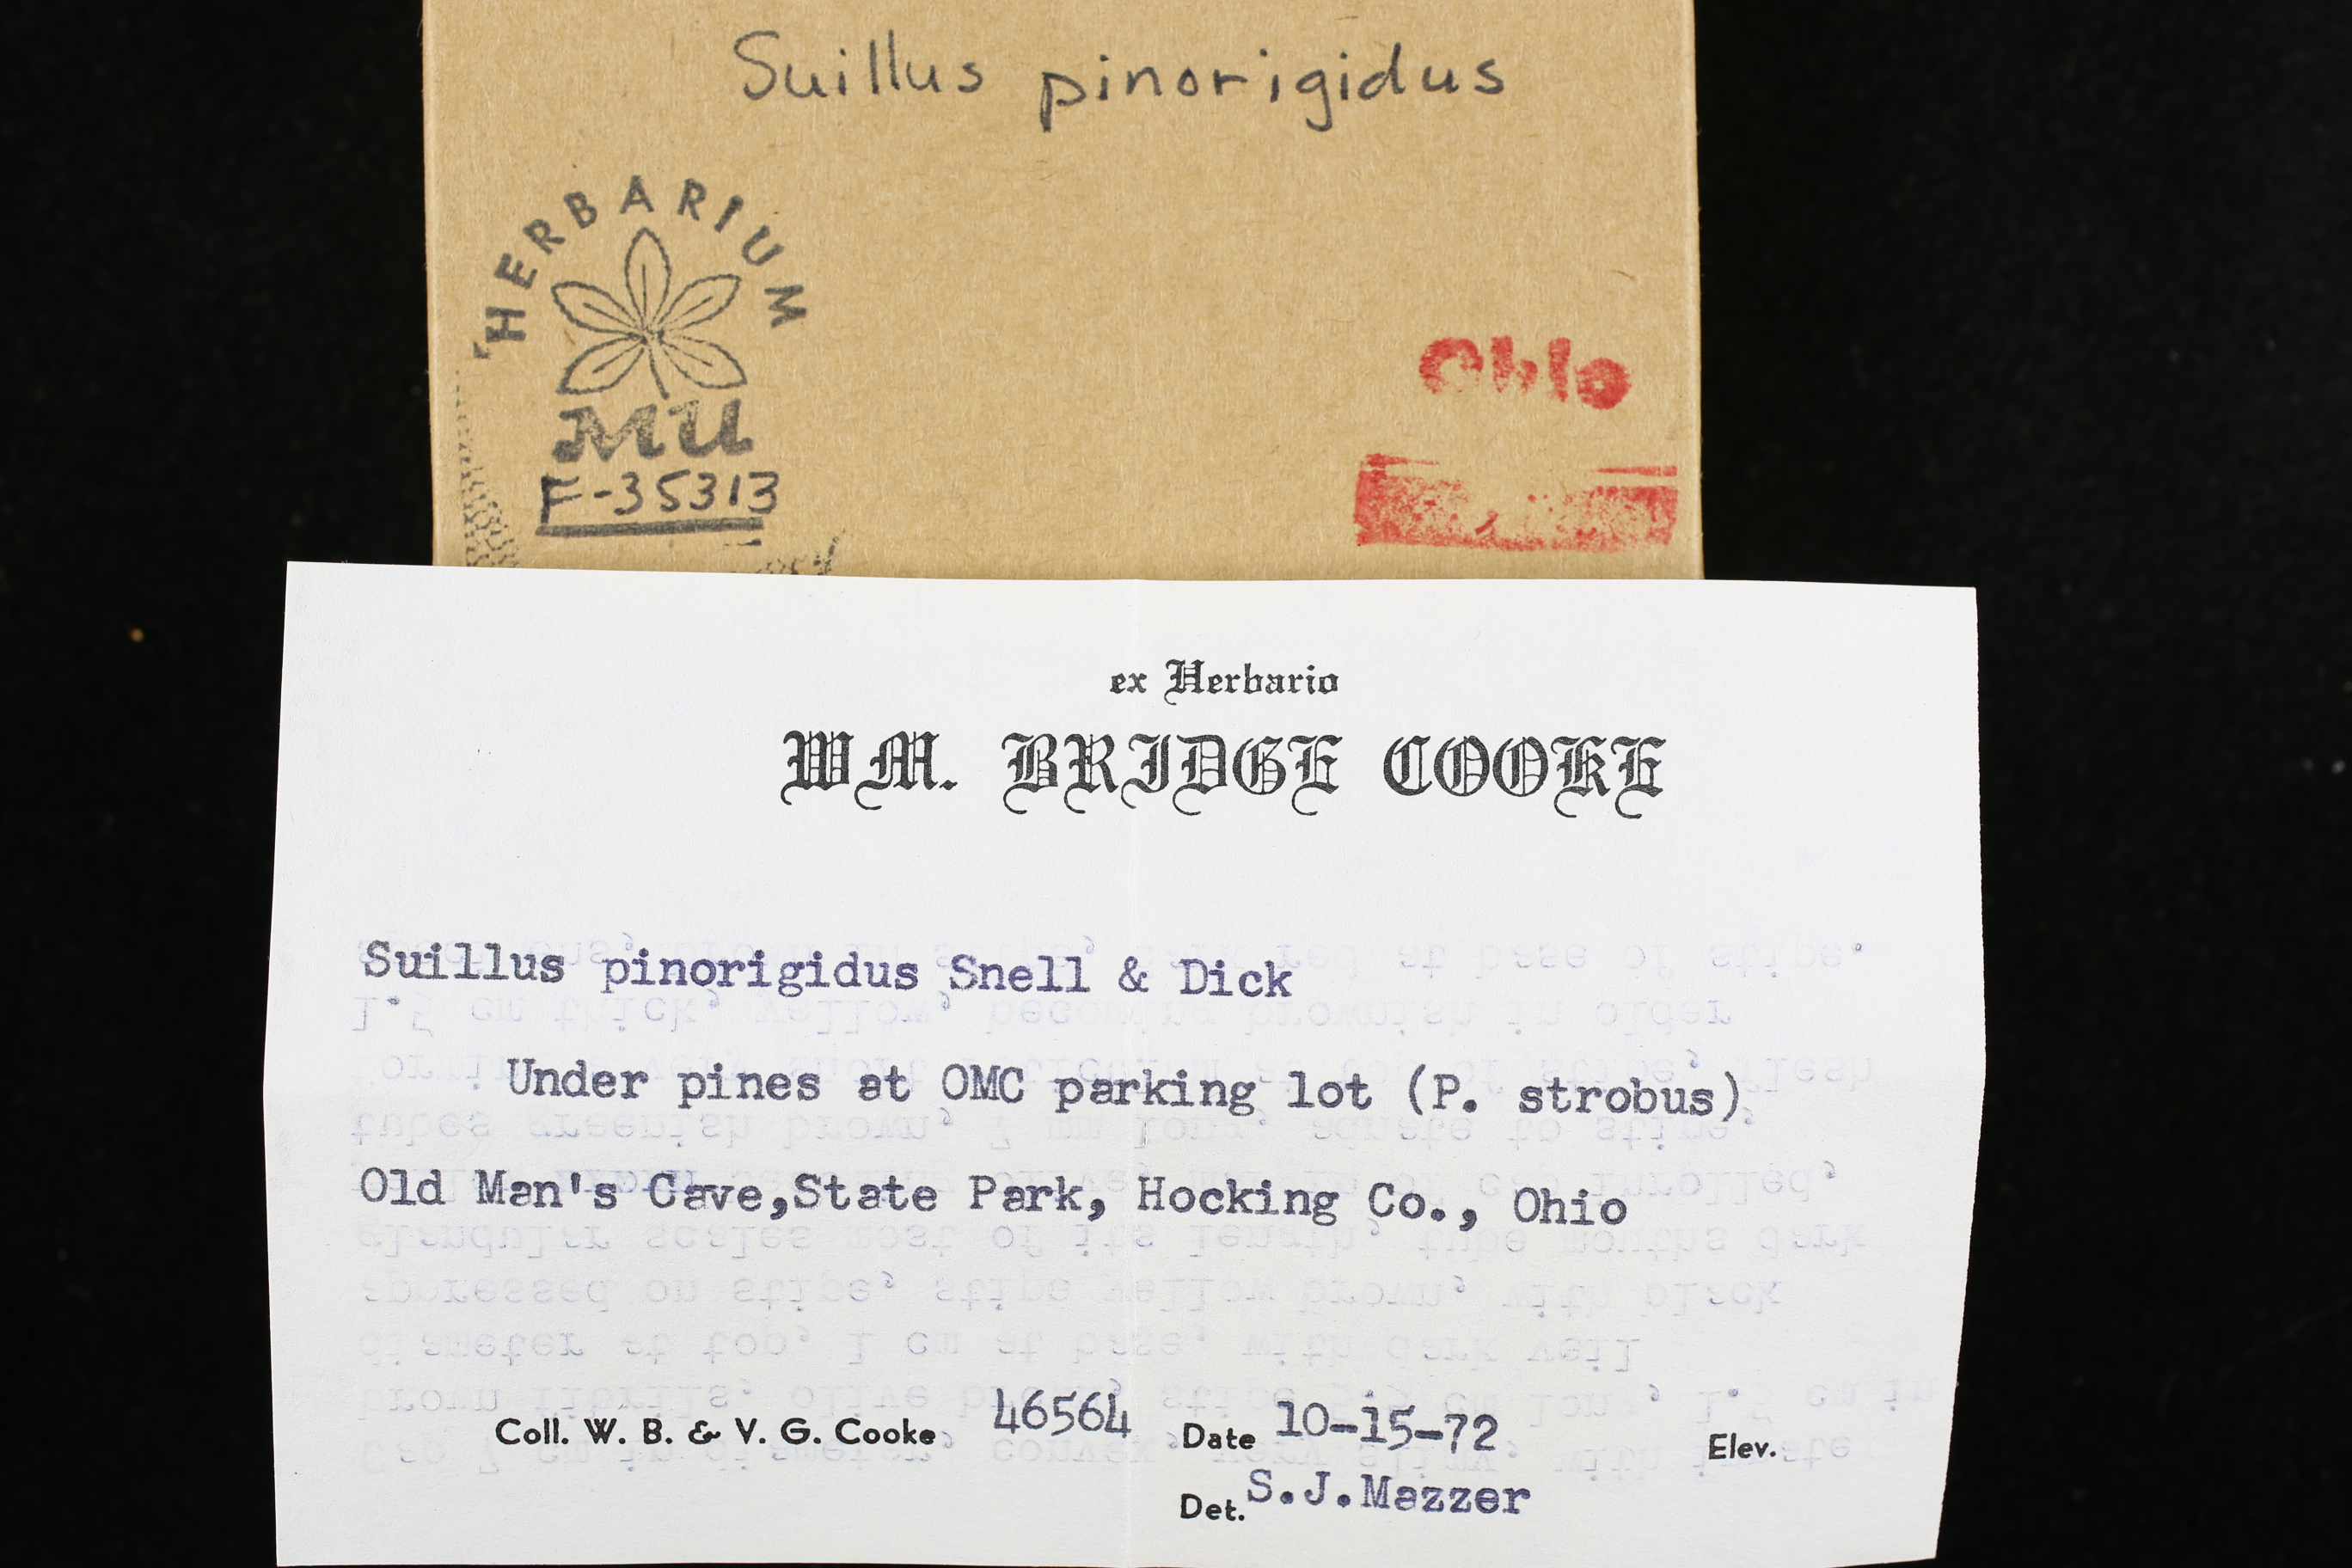 Suillus pinorigidus
HERBARIUM
MU
F-35313
Ohio
ex Herbario
WM. BRIDGE COOKE
Suillus pinorigidus Snell & Dick
Under pines at OMC parking lot (P. strobus)
Old Man's Cave,State Park, Hocking Co., Ohio
Coll. W. B. & V. G. Cooke 46564 Date 10-15-72 Elev.
Det. S.J.Mazzer